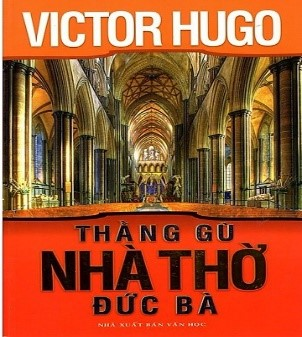 VICTOR HUGO
THẰNG GÙ
NHÀ THỜ
ĐỨC BÀ
NHÀ XUẤT BẢN VĂN HỌC